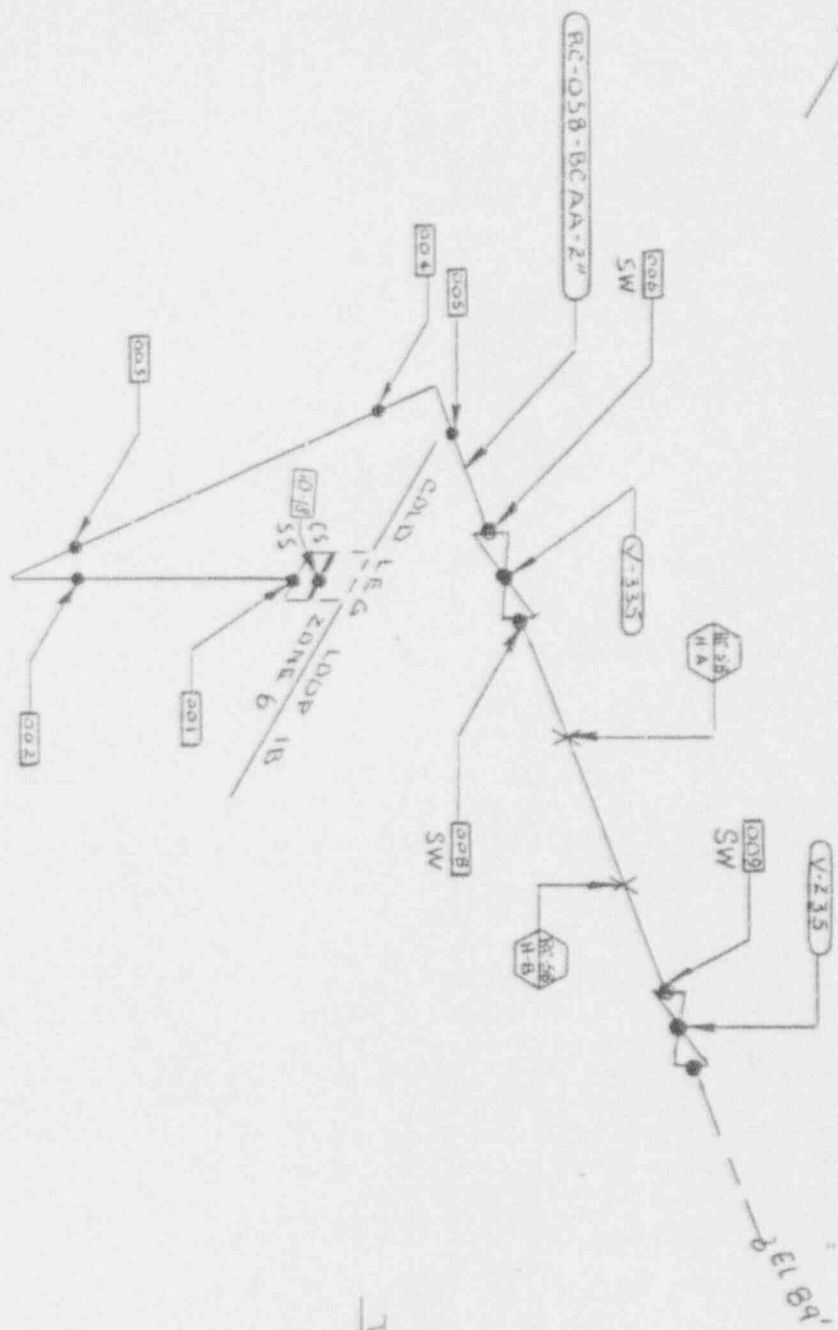 RC-058-BCAA-2"
006
SW
005
004
003
10-18
CS
SS
COLD LEG LOOP 1B
ZONE 6
001
002
V-335
H-A
008
SW
H-B
009
SW
V-235
EL 89'